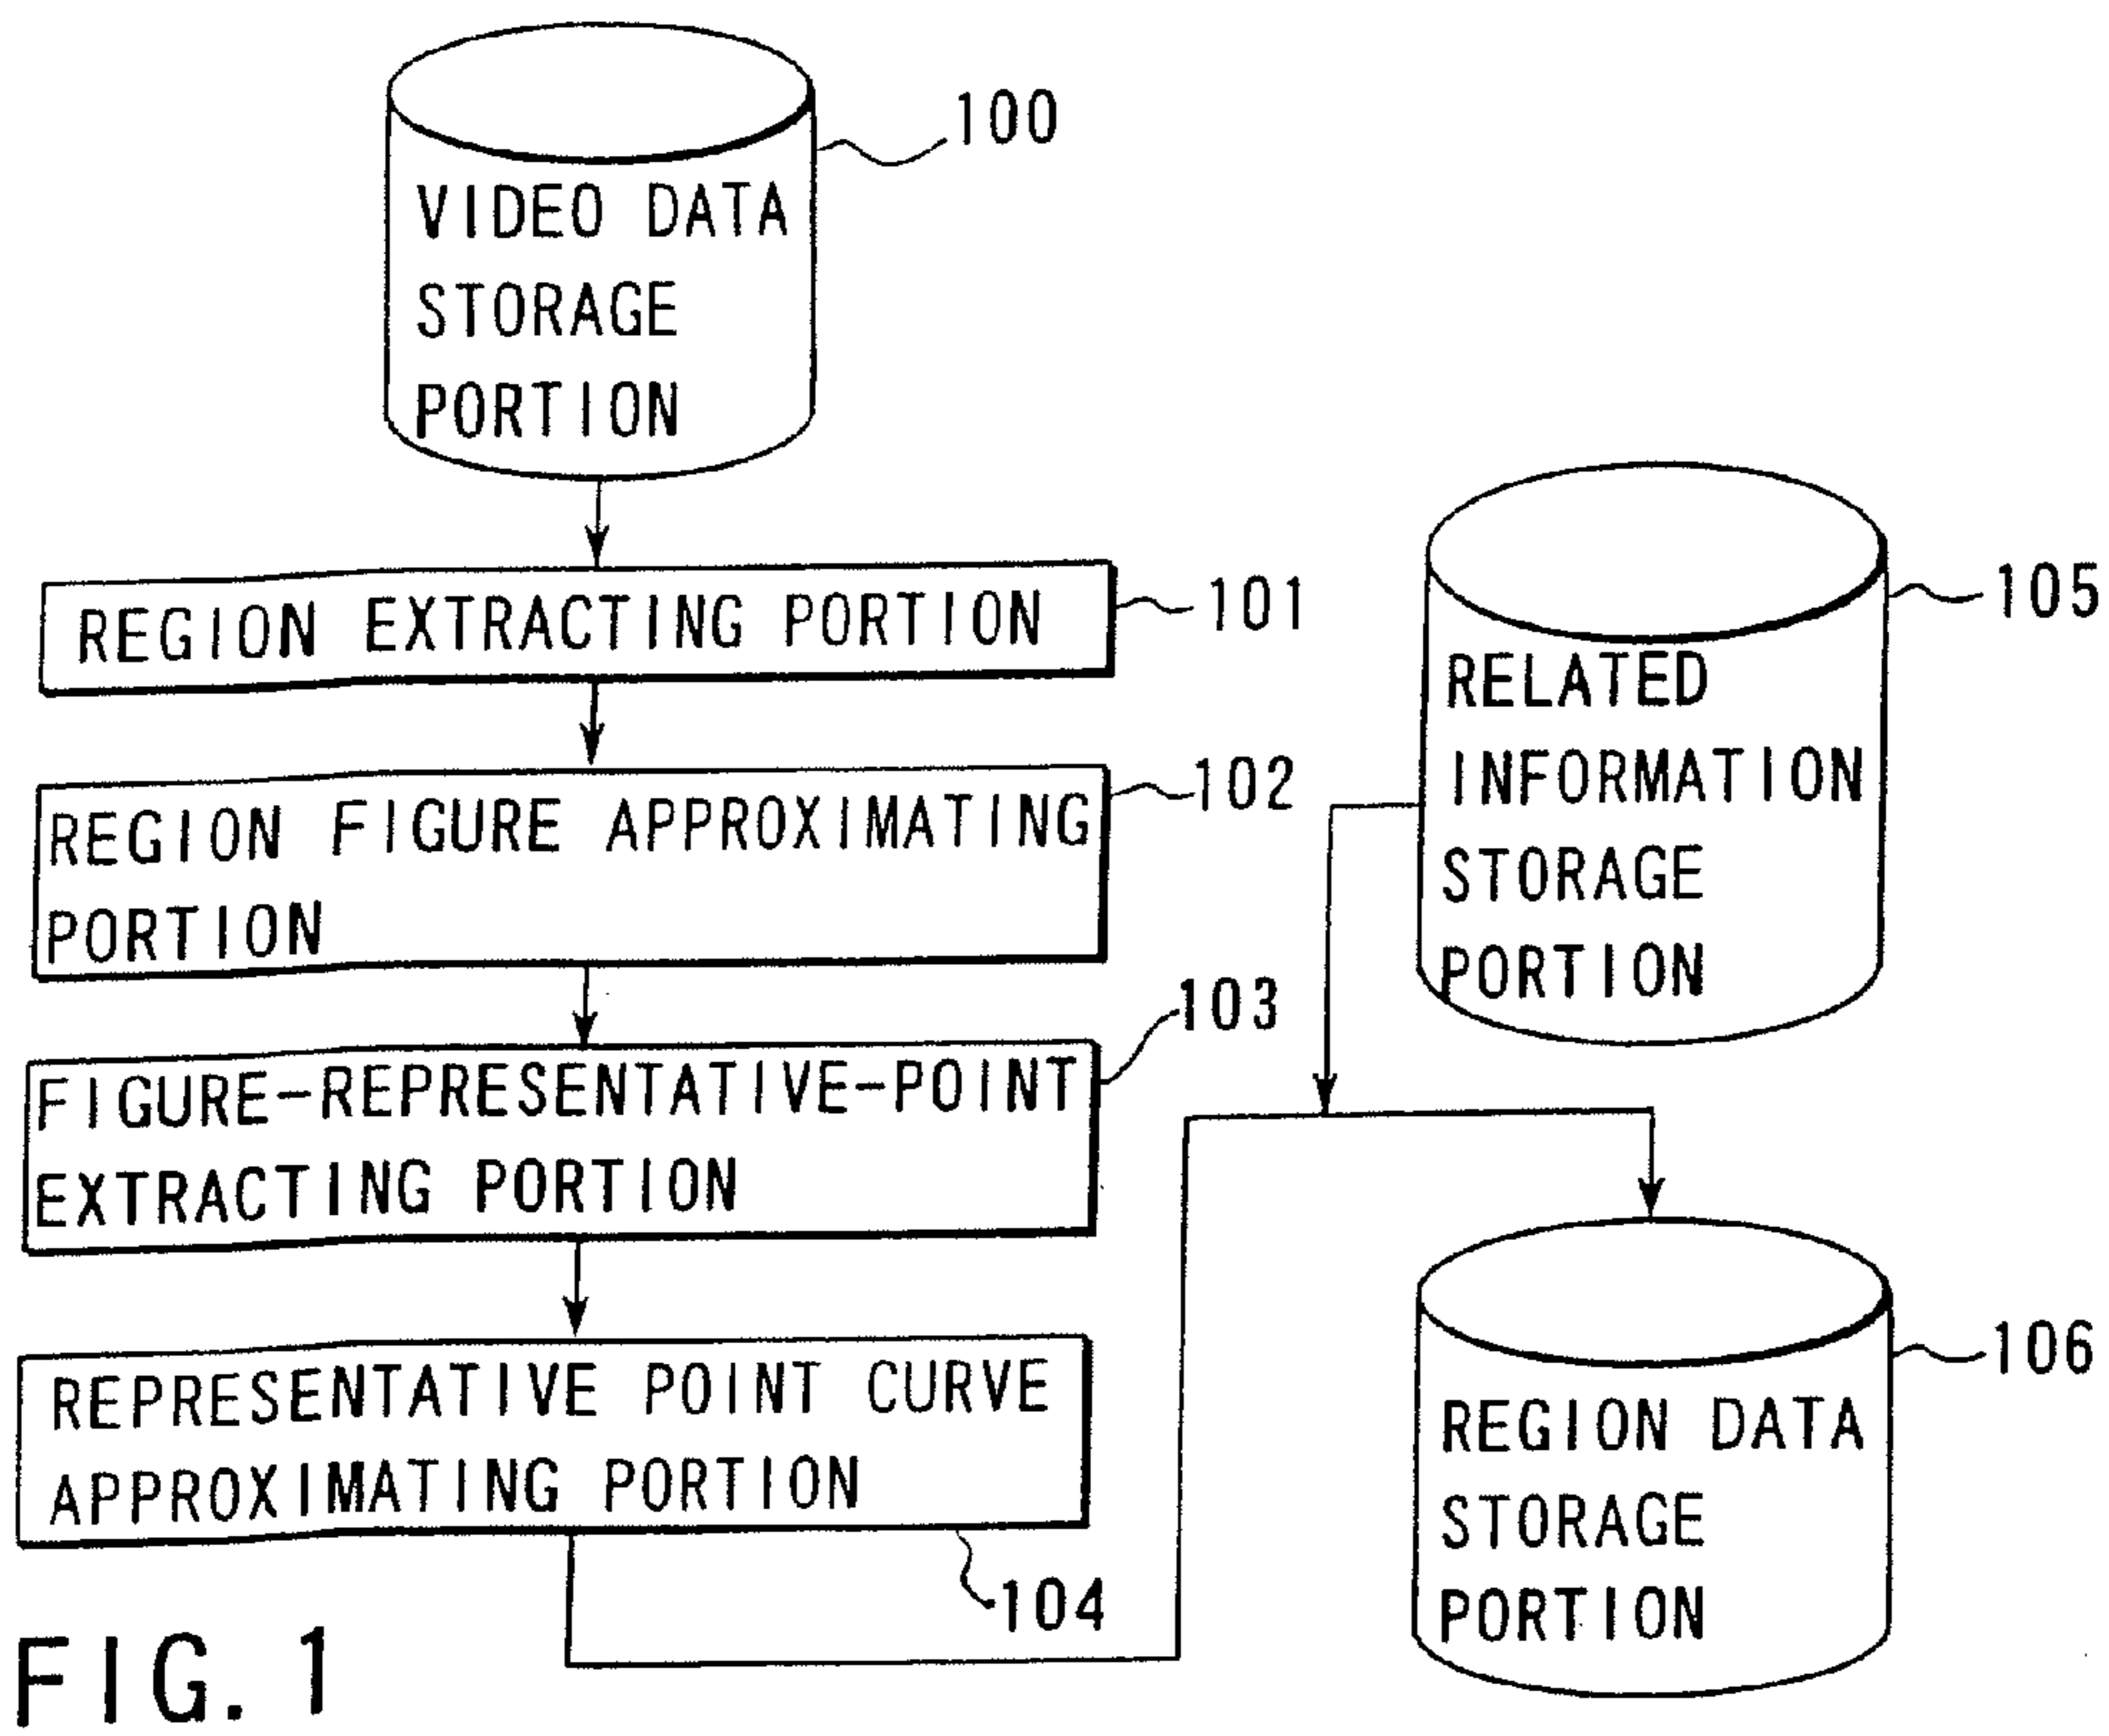 100
VIDEO DATA
STORAGE
PORTION
REGION EXTRACTING PORTION
101
REGION FIGURE APPROXIMATING
PORTION
102
FIGURE-REPRESENTATIVE-POINT
EXTRACTING PORTION
103
REPRESENTATIVE POINT CURVE
APPROXIMATING PORTION
104
105
RELATED
INFORMATION
STORAGE
PORTION
106
REGION DATA
STORAGE
PORTION
FIG. 1